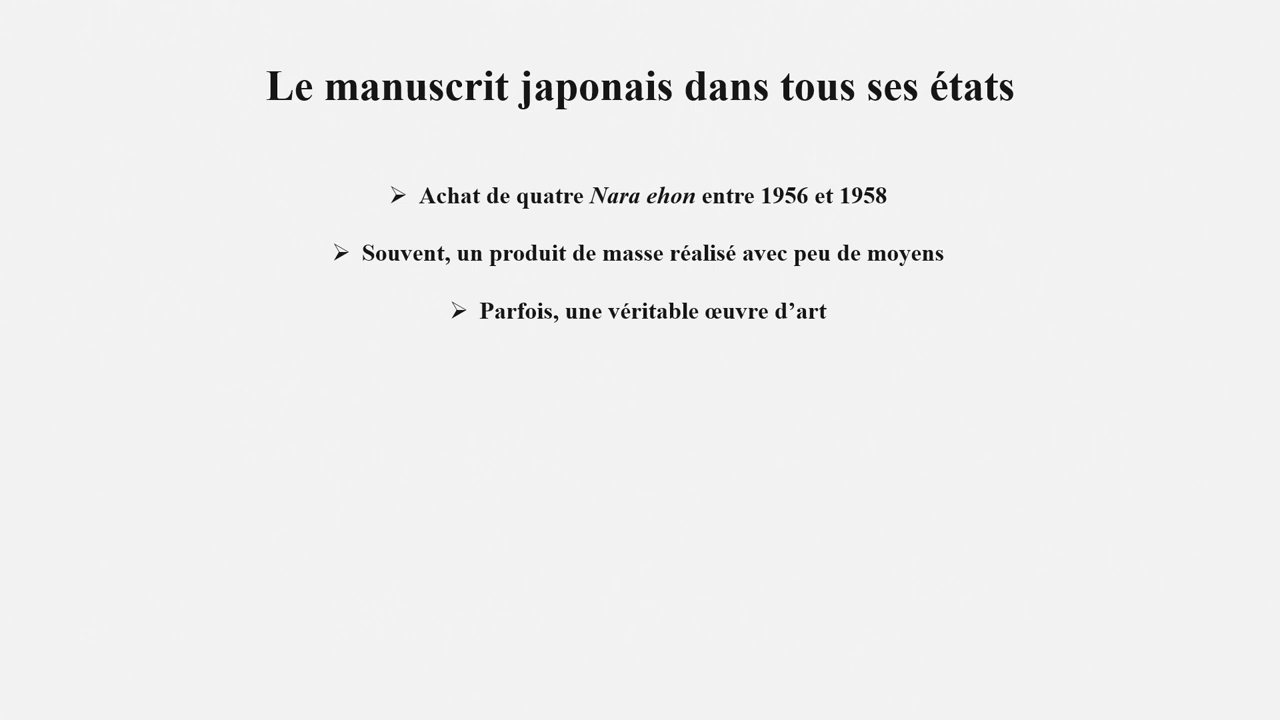 Le manuscrit japonais dans tous ses états
➢ Achat de quatre Nara ehon entre 1956 et 1958
➢ Souvent, un produit de masse réalisé avec peu de moyens
➢ Parfois, une véritable œuvre d’art